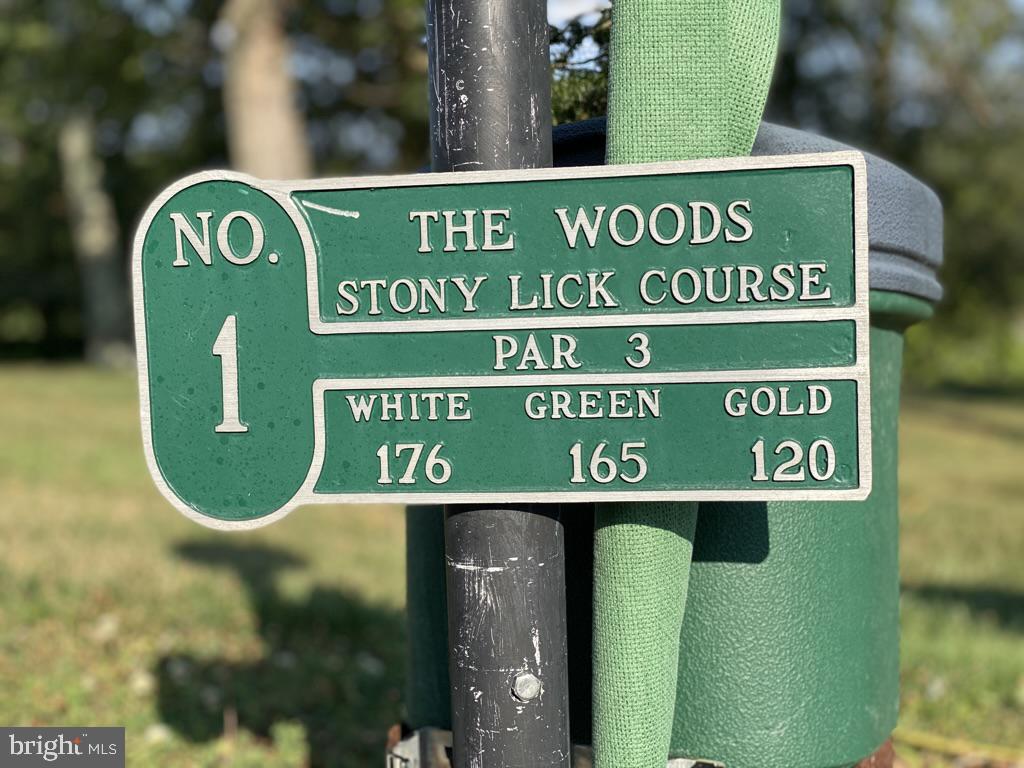 NO.
1
THE WOODS
STONY LICK COURSE
PAR 3
WHITE GREEN GOLD
176 165 120
bright MLS